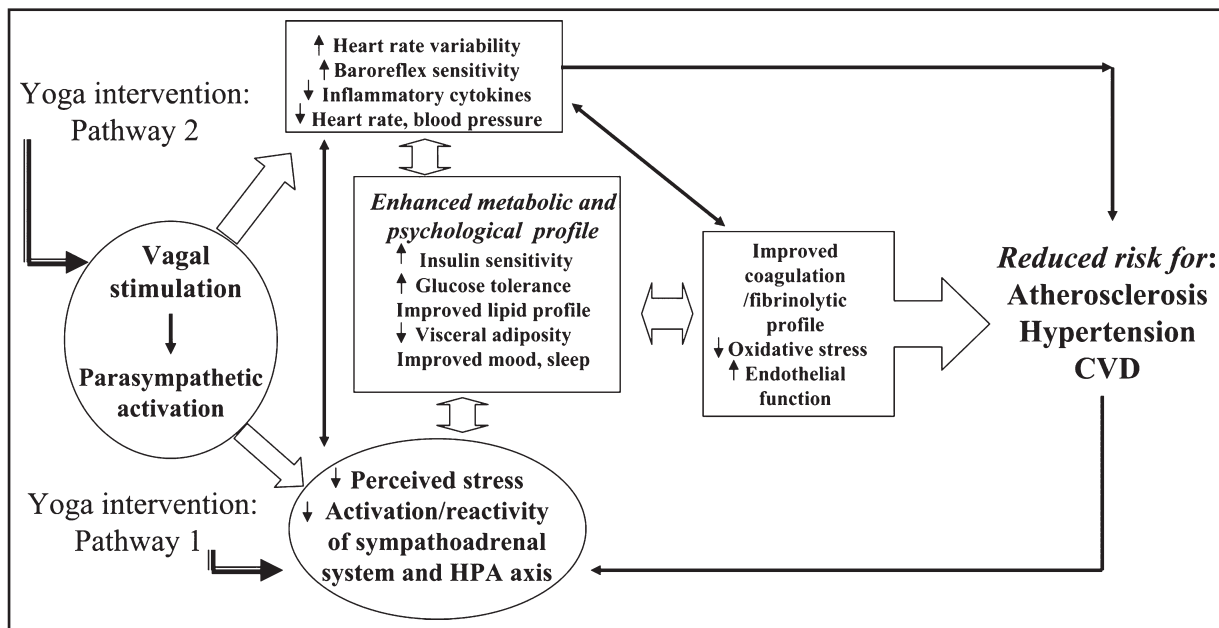 ↑ Heart rate variability
↑ Baroreflex sensitivity
↓ Inflammatory cytokines
↓ Heart rate, blood pressure
Yoga intervention:
Pathway 2
Vagal
stimulation
↓
Parasympathetic
activation
Enhanced metabolic and
psychological profile
↑ Insulin sensitivity
↑ Glucose tolerance
Improved lipid profile
↓ Visceral adiposity
Improved mood, sleep
Improved
coagulation
/fibrinolytic
profile
↓ Oxidative stress
↑ Endothelial
function
Reduced risk for:
Atherosclerosis
Hypertension
CVD
Yoga intervention:
Pathway 1
↓ Perceived stress
↓ Activation/reactivity
of sympathoadrenal
system and HPA axis